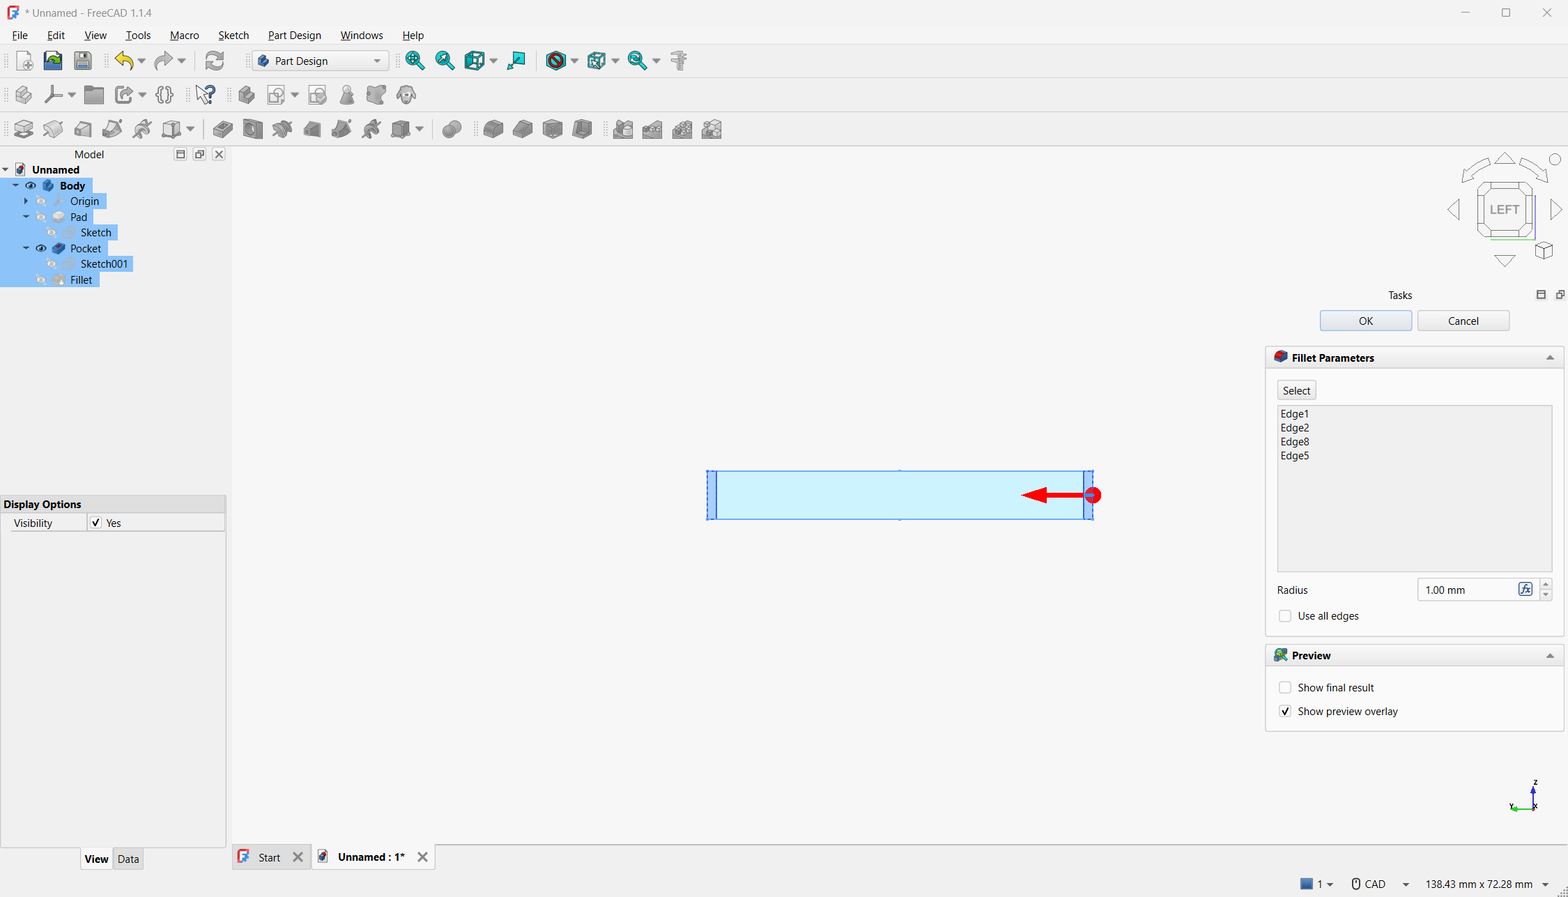 * Unnamed - FreeCAD 1.1.4
File Edit View Tools Macro Sketch Part Design Windows Help
Part Design
Model
Unnamed
Body
Origin
Pad
Sketch
Pocket
Sketch001
Fillet
LEFT
Tasks
OK Cancel
Fillet Parameters
Select
Edge1
Edge2
Edge8
Edge5
Radius 1.00 mm
Use all edges
Preview
Show final result
Show preview overlay
Display Options
Visibility Yes
Z
Y X
View Data
Start Unnamed : 1*
1 CAD 138.43 mm x 72.28 mm